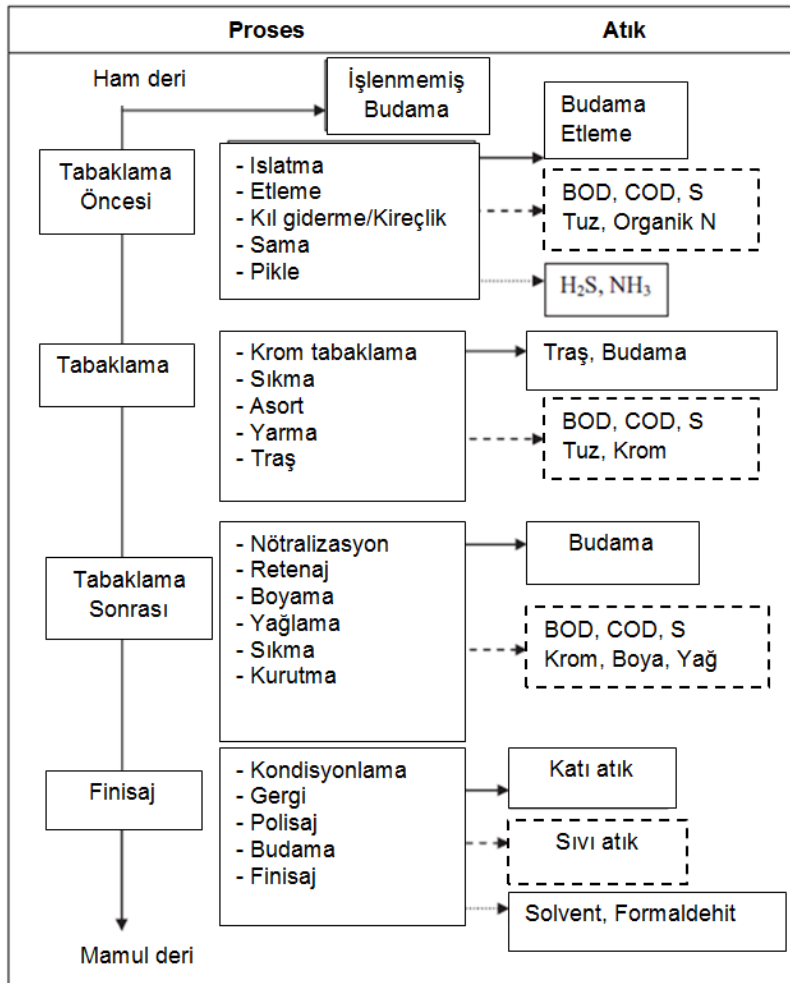 Proses
Atık
Ham deri
İşlenmemiş
Budama
Budama
Etleme
Tabaklama
Öncesi
- Islatma
- Etleme
- Kıl giderme/Kireçlik
- Sama
- Pikle
BOD, COD, S
Tuz, Organik N
H₂S, NH₃
Tabaklama
- Krom tabaklama
- Sıkma
- Asort
- Yarma
- Traş
Traş, Budama
BOD, COD, S
Tuz, Krom
Tabaklama
Sonrası
- Nötralizasyon
- Retenaj
- Boyama
- Yağlama
- Sıkma
- Kurutma
Budama
BOD, COD, S
Krom, Boya, Yağ
Finisaj
- Kondisyonlama
- Gergi
- Polisaj
- Budama
- Finisaj
Katı atık
Sıvı atık
Solvent, Formaldehit
Mamul deri